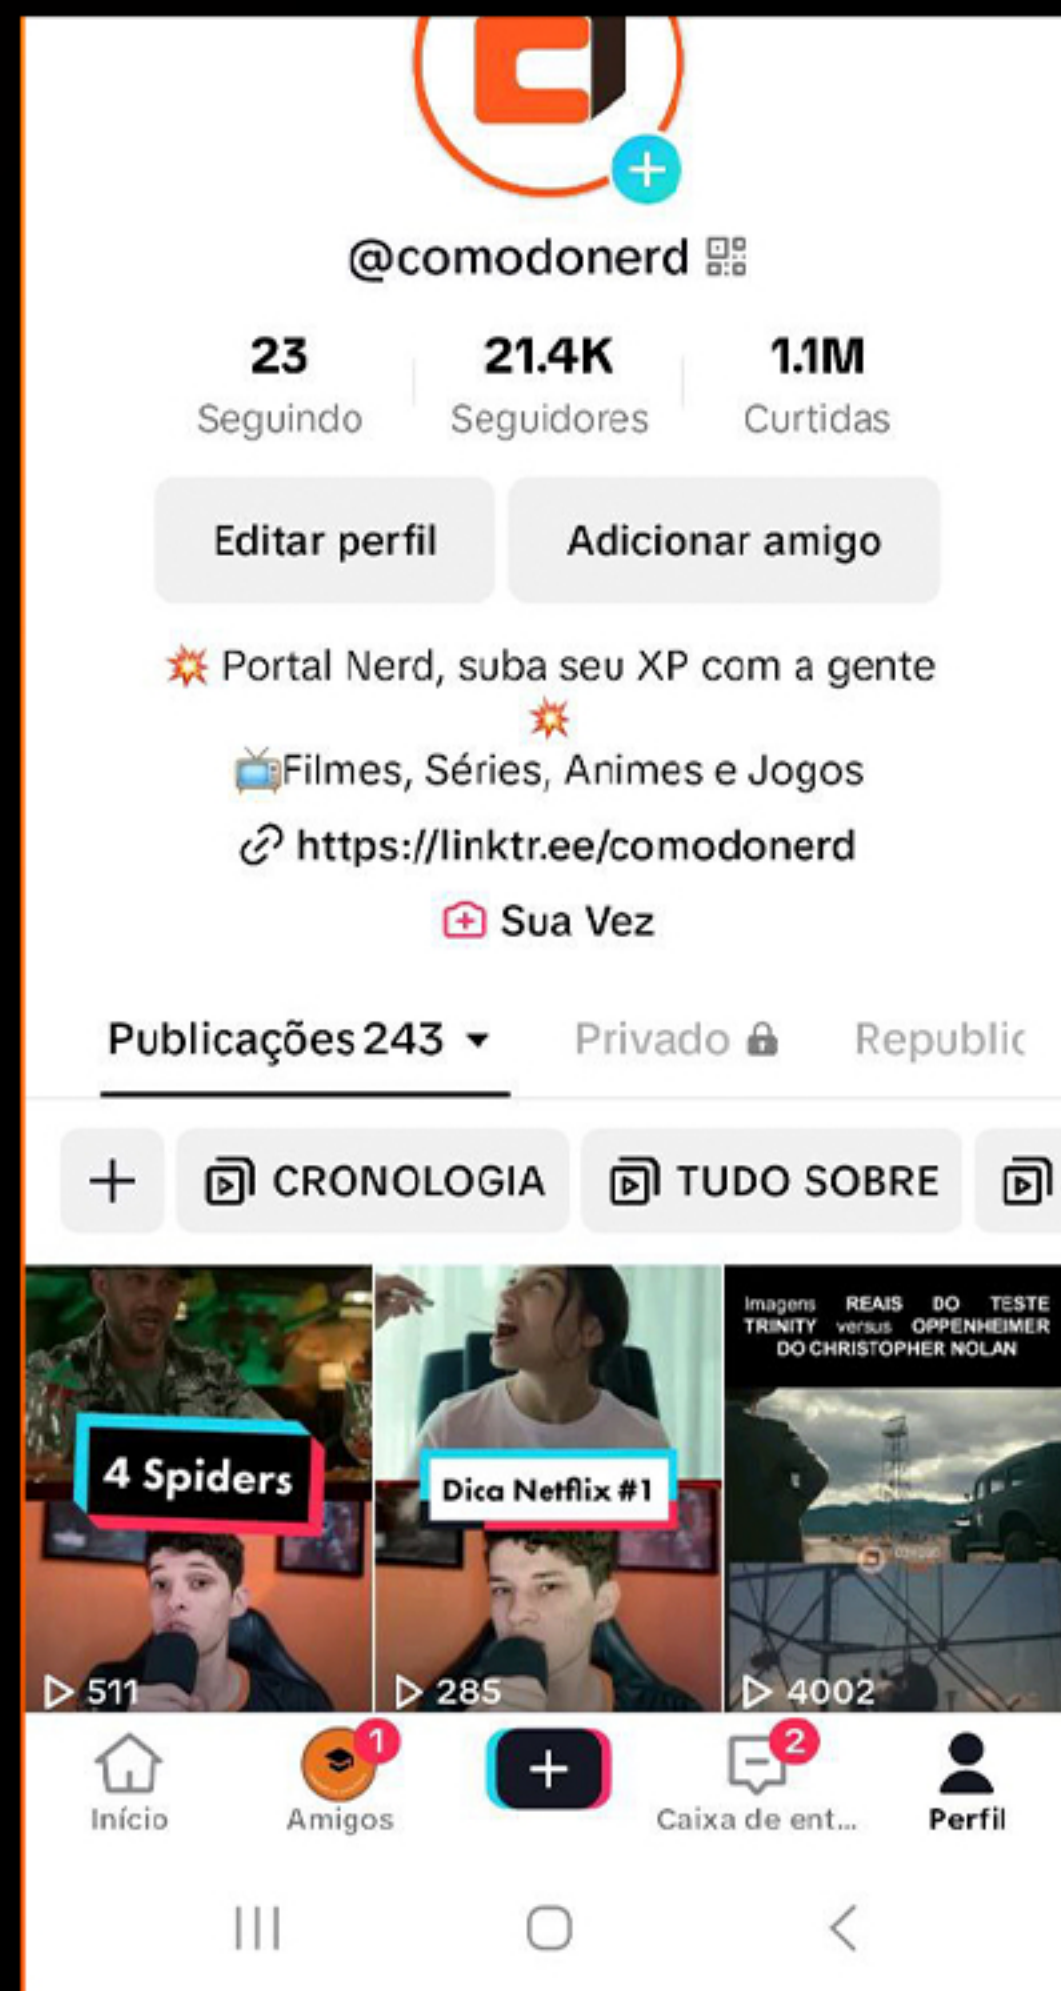 @comodonerd
23
21.4K
1.1M
Seguindo
Seguidores
Curtidas
Editar perfil
Adicionar amigo
💥 Portal Nerd, suba seu XP com a gente
💥
📺Filmes, Séries, Animes e Jogos
https://linktr.ee/comodonerd
Sua Vez
Publicações 243
Privado
Republic
CRONOLOGIA
TUDO SOBRE
Imagens REAIS DO TESTE
TRINITY versus OPPENHEIMER
DO CHRISTOPHER NOLAN
4 Spiders
Dica Netflix #1
511
285
4002
1
2
Início
Amigos
Caixa de ent...
Perfil